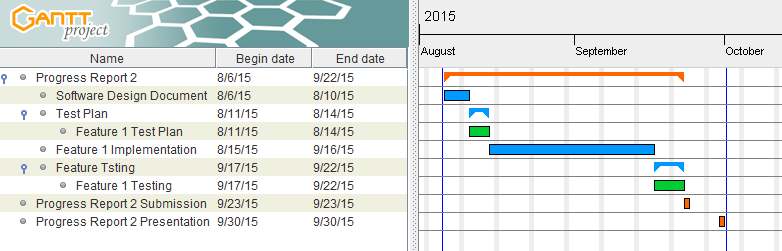 GANTT
project
2015
August September October
Name Begin date End date
Progress Report 2 8/6/15 9/22/15
Software Design Document 8/6/15 8/10/15
Test Plan 8/11/15 8/14/15
Feature 1 Test Plan 8/11/15 8/14/15
Feature 1 Implementation 8/15/15 9/16/15
Feature Tsting 9/17/15 9/22/15
Feature 1 Testing 9/17/15 9/22/15
Progress Report 2 Submission 9/23/15 9/23/15
Progress Report 2 Presentation 9/30/15 9/30/15